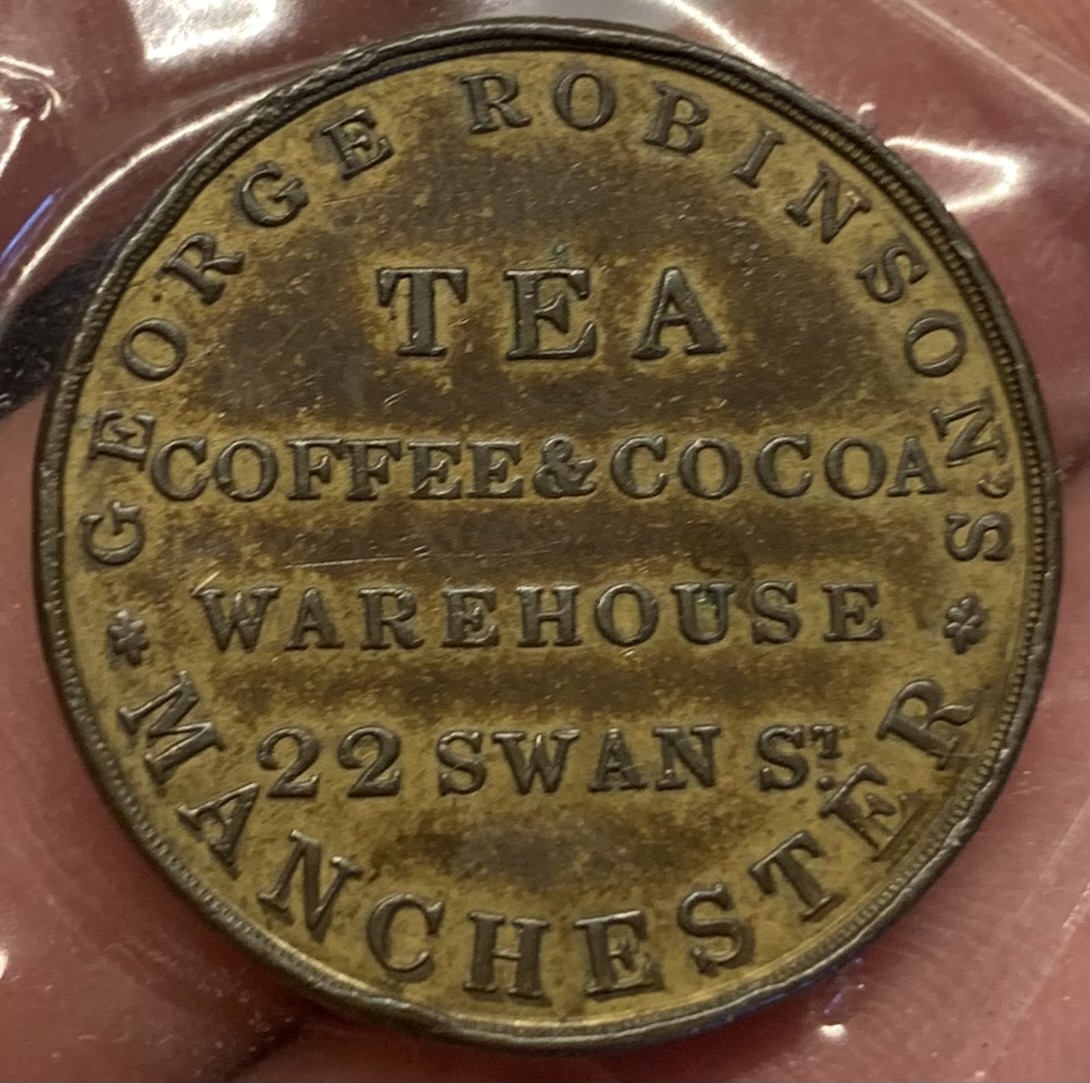 GEORGE ROBINSON'S
TEA
COFFEE & COCOA
WAREHOUSE
22 SWAN ST.
MANCHESTER